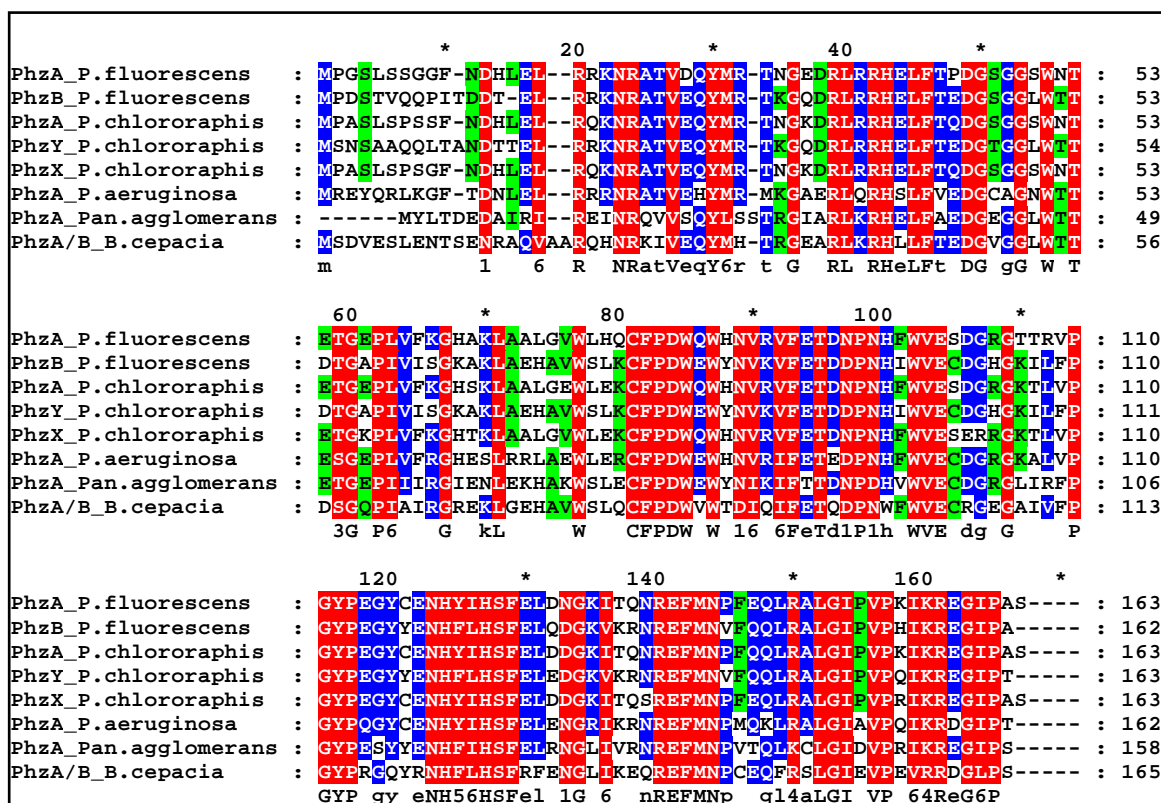 * 20 * 40 *
PhzA_P.fluorescens : MPGSLSSGGF-NDHLEL--RRKNRATVDQYMR-TNGEDRLRRHELFTPDGSGGSWNT : 53
PhzB_P.fluorescens : MPDSTVQQPITDDT-EL--RRKNRATVEQYMR-TKGQDRLRRHELFTEDGSGGLWTT : 53
PhzA_P.chlororaphis : MPASLSPSSF-NDHLEL--RQKNRATVEQYMR-TNGKDRLRRHELFTQDGSGGSWNT : 53
PhzY_P.chlororaphis : MSNSAAQQLTANDTTEL--RRKNRATVEQYMR-TKGQDRLRRHELFTEDGTGGLWTT : 54
PhzX_P.chlororaphis : MPASLSPSGF-NDHLEL--RQKNRATVEQYMR-TNGKDRLRRHELFTQDGSGGSWNT : 53
PhzA_P.aeruginosa : MREYQRLKGF-TDNLEL--RRRNRATVEHYMR-MKGAERLQRHSLFVEDGCAGNWTT : 53
PhzA_Pan.agglomerans : ------MYLTDEDAIRI--REINRQVVSQYLSSTRGIARLKRHELFAEDGEGGLWTT : 49
PhzA/B_B.cepacia : MSDVESLENTSENRAQVAARQHNRKIVEQYMH-TRGEARLKRHLLFTEDGVGGLWTT : 56
m 1 6 R NRatVeqY6r t G RL RHeLFt DG gG W T
60 * 80 * 100 *
PhzA_P.fluorescens : ETGEPLVFKGHAKLAALGVWLHQCFPDWQWHNVRVFETDNPNHFWVESDGRGTTRVP : 110
PhzB_P.fluorescens : DTGAPIVISGKAKLAEHAVWSLKCFPDWEWYNVRIFETDDPNHIWVECDGHGKILFP : 110
PhzA_P.chlororaphis : ETGEPLVFKGHSKLAALGEWLEKCFPDWQWHNVRVFETDNPNHFWVESDGRGKTLVP : 110
PhzY_P.chlororaphis : DTGAPIVISGKAKLAEHAVWSLKCFPDWEWYNVKVFETDDPNHIWVECDGHGKILFP : 111
PhzX_P.chlororaphis : ETGKPLVFKGHTKLAALGVWLEKCFPDWQWHNVRVFETDNPNHFWVESERRGKTLVP : 110
PhzA_P.aeruginosa : ESGEPLVFRGHESLRRLAEWLERCFPDWEWHNVRIFETEDPNHFWVECDGRGKALVP : 110
PhzA_Pan.agglomerans : ETGEPIIIRGIENLEKHAKWSLECFPDWEWYNIKIFTTDNPDHVWVECDGRGLIRFP : 106
PhzA/B_B.cepacia : DSGQPIAIRGREKLGEHAVWSLQCFPDWVWTDIQIFETDNPNWFWVECRGEGAIVFP : 113
3G P6 G kL W CFPDW W 16 6FeTd1P1h WVE dg G P
120 * 140 * 160 *
PhzA_P.fluorescens : GYPEGYCENHYIHSFELDNGKITQNREFMNPFEQLRALGIPVPKIKREGIPAS---- : 163
PhzB_P.fluorescens : GYPEGYYENHFLHSFELQDGKVKRNREFMNVFQQLRALGIPVPHIKREGIPA----- : 162
PhzA_P.chlororaphis : GYPEGYCENHYIHSFELDDGKITQNREFMNPFQQLRALGIPVPKIKREGIPAS---- : 163
PhzY_P.chlororaphis : GYPEGYYENHFLHSFELDGKVKRNREFMNVFQQLRALGIPVPQIKREGIPT----- : 163
PhzX_P.chlororaphis : GYPEGYCENHYIHSFELDDGKITQSREFMNPFEQLRALGIPVPRIKREGIPAS---- : 163
PhzA_P.aeruginosa : GYPQGYCENHYIHSFELENGRIKRNREFMNPMQKLRALGIAVPQIKRDGIPT----- : 162
PhzA_Pan.agglomerans : GYPESYYENHFIHSFELRNGLIVRNREFMNPVTQLKCLGIDVPRIKREGIPS----- : 158
PhzA/B_B.cepacia : GYPRGQYRNHFLHSFRFENGLIKEQREFMNPCEQFRSLGIEVPEVRRDGLPS----- : 165
GYP gy eNH56HSFel 1G 6 nREFMNp ql4aLGI VP 64ReG6P